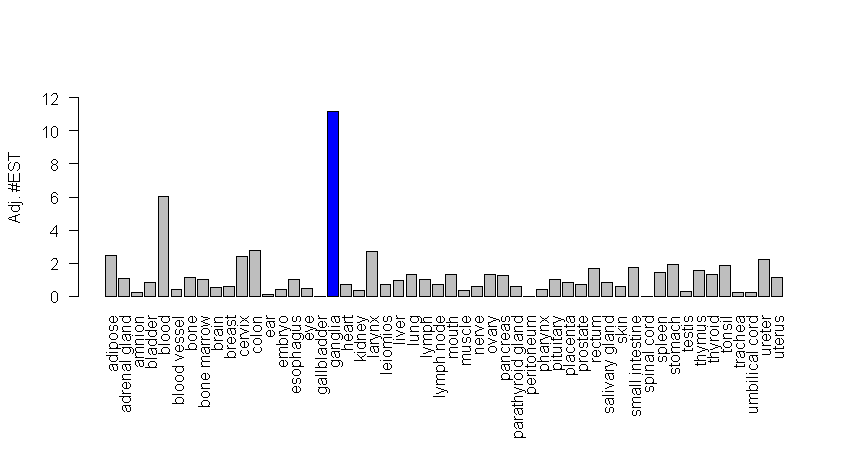 Adj. #EST
12
10
8
6
4
2
0
adipose
adrenal gland
amnion
bladder
blood
blood vessel
bone
bone marrow
brain
breast
cervix
colon
ear
embryo
esophagus
eye
gallbladder
ganglia
heart
kidney
larynx
leiomios
liver
lung
lymph
lymph node
mouth
muscle
nerve
ovary
pancreas
parathyroid gland
peritoneum
pharynx
pituitary
placenta
prostate
rectum
salivary gland
skin
small intestine
spinal cord
spleen
stomach
testis
thymus
thyroid
tonsil
trachea
umbilical cord
ureter
uterus